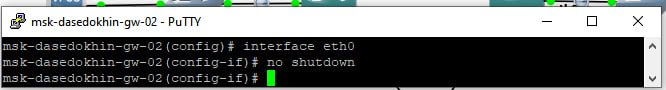 msk-dasedokhin-gw-02 - PuTTY
msk-dasedokhin-gw-02(config)# interface eth0
msk-dasedokhin-gw-02(config-if)# no shutdown
msk-dasedokhin-gw-02(config-if)#